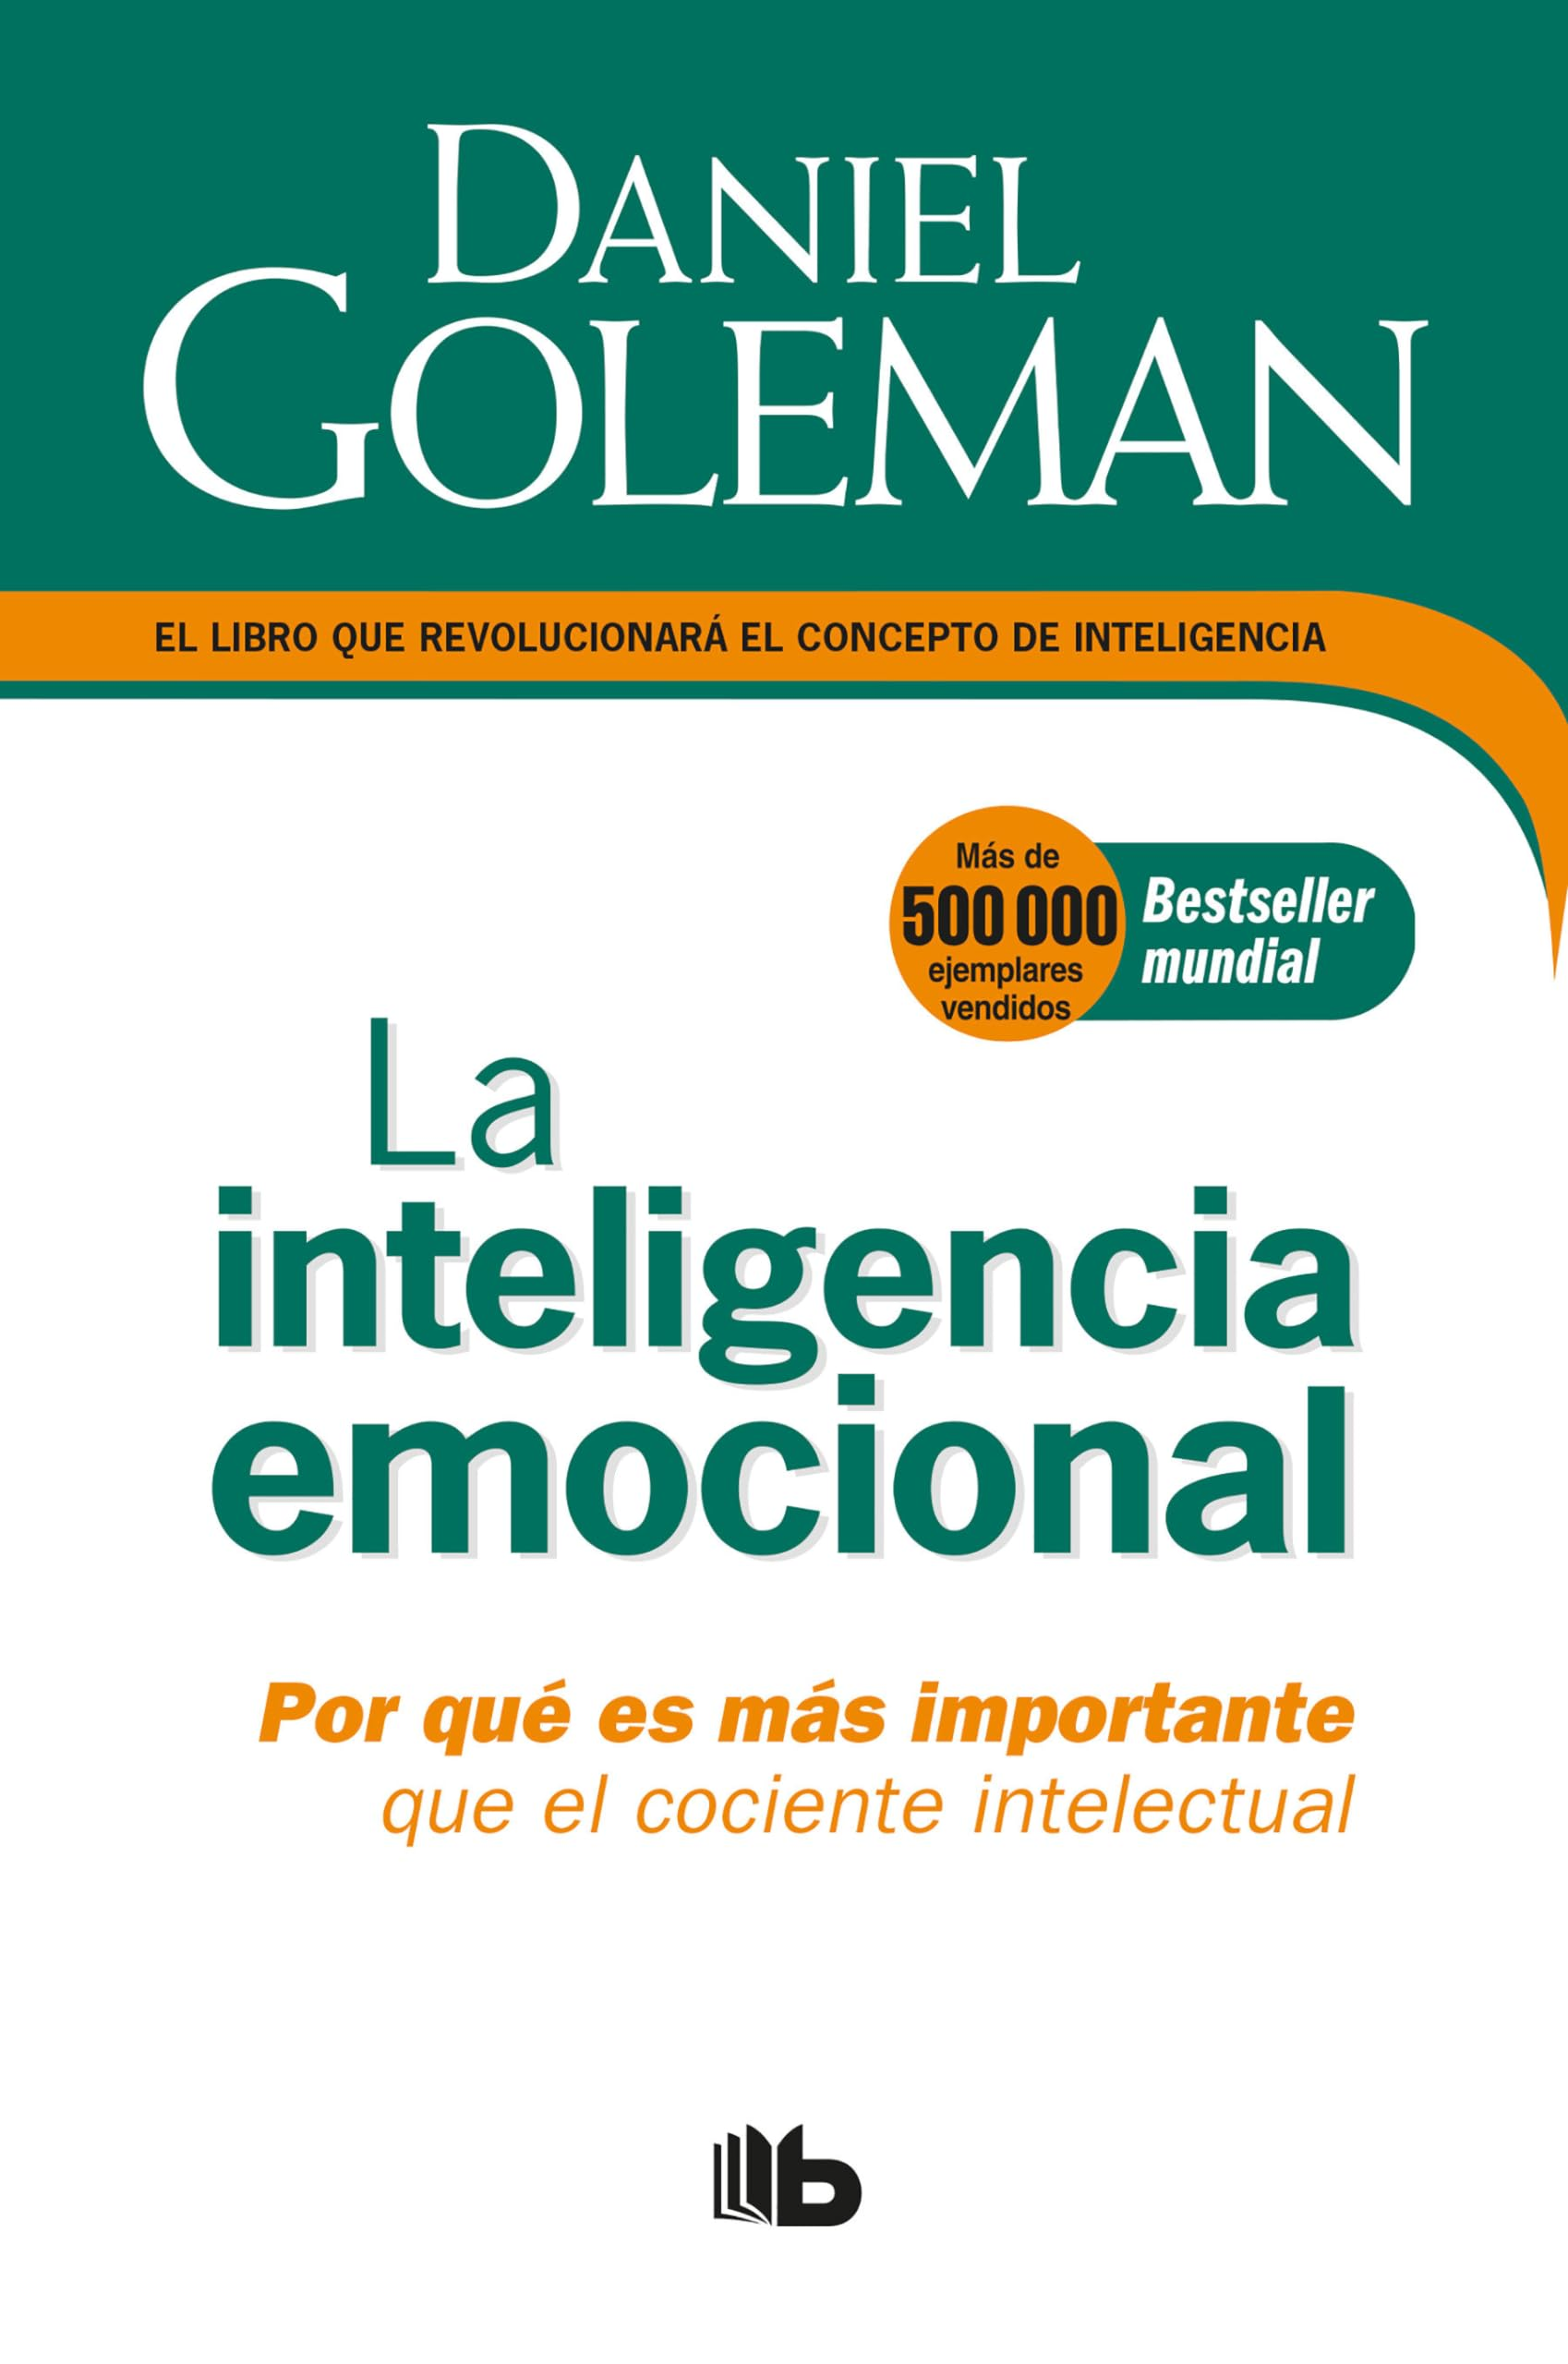 DANIEL
GOLEMAN
EL LIBRO QUE REVOLUCIONARÁ EL CONCEPTO DE INTELIGENCIA
Más de
500 000
ejemplares
vendidos
Bestseller
mundial
La
inteligencia
emocional
Por qué es más importante
que el cociente intelectual
b